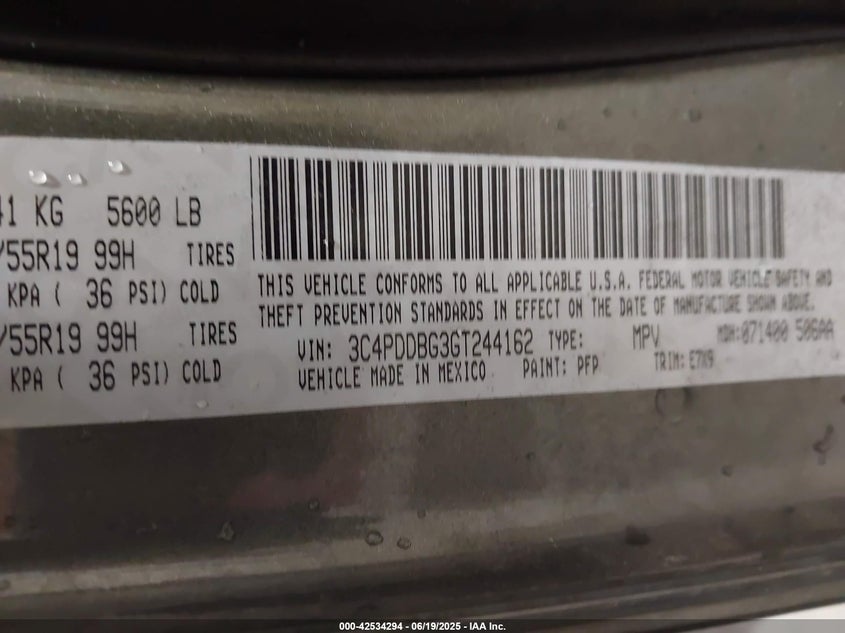 41 KG 5600 LB
/55R19 99H TIRES
KPA ( 36 PSI) COLD
/55R19 99H TIRES
KPA ( 36 PSI) COLD
THIS VEHICLE CONFORMS TO ALL APPLICABLE U.S.A. FEDERAL MOTOR VEHICLE SAFETY AND
THEFT PREVENTION STANDARDS IN EFFECT ON THE DATE OF MANUFACTURE SHOWN ABOVE.
VIN: 3C4PDDBG3GT244162 TYPE: MPV MDH: 071400 506AA
VEHICLE MADE IN MEXICO PAINT: PFP TRIM: E7X9
000-42534294 - 06/19/2025 - IAA Inc.